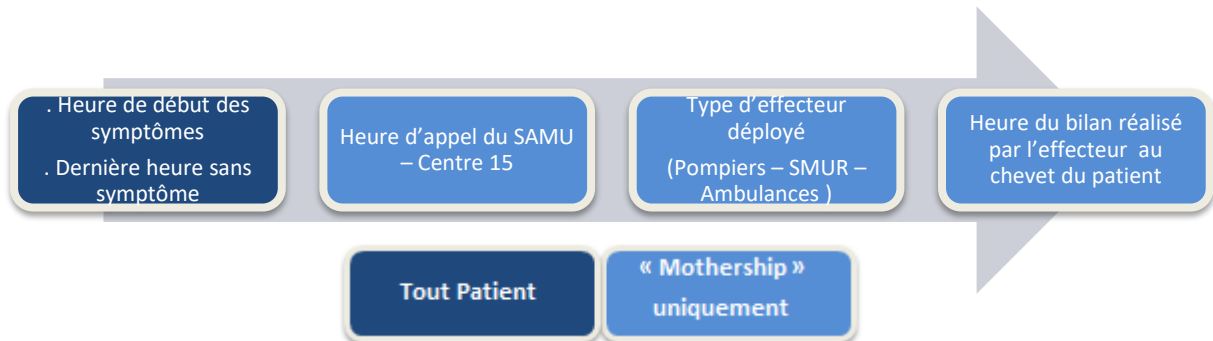 . Heure de début des
symptômes
. Dernière heure sans
symptôme
Heure d’appel du SAMU
– Centre 15
Type d’effecteur
déployé
(Pompiers – SMUR –
Ambulances )
Heure du bilan réalisé
par l’effecteur au
chevet du patient
Tout Patient
« Mothership »
uniquement